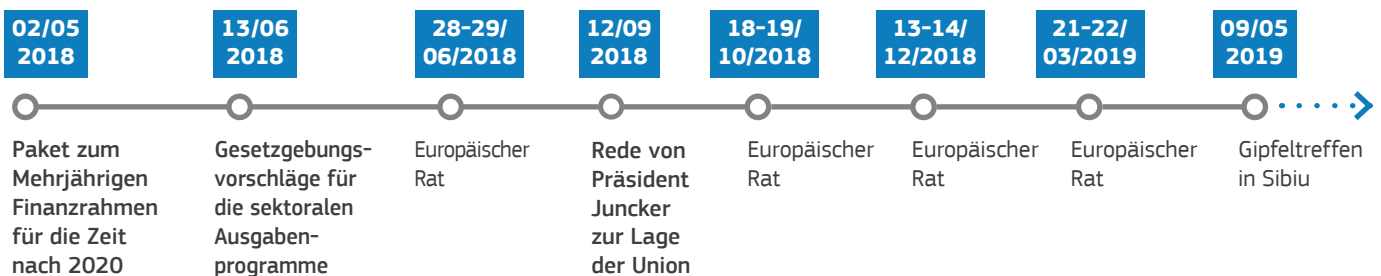 02/05
2018
13/06
2018
28-29/
06/2018
12/09
2018
18-19/
10/2018
13-14/
12/2018
21-22/
03/2019
09/05
2019
Paket zum
Mehrjährigen
Finanzrahmen
für die Zeit
nach 2020
Gesetzgebungs-
vorschläge für
die sektoralen
Ausgaben-
programme
Europäischer
Rat
Rede von
Präsident
Juncker
zur Lage
der Union
Europäischer
Rat
Europäischer
Rat
Europäischer
Rat
Gipfeltreffen
in Sibiu